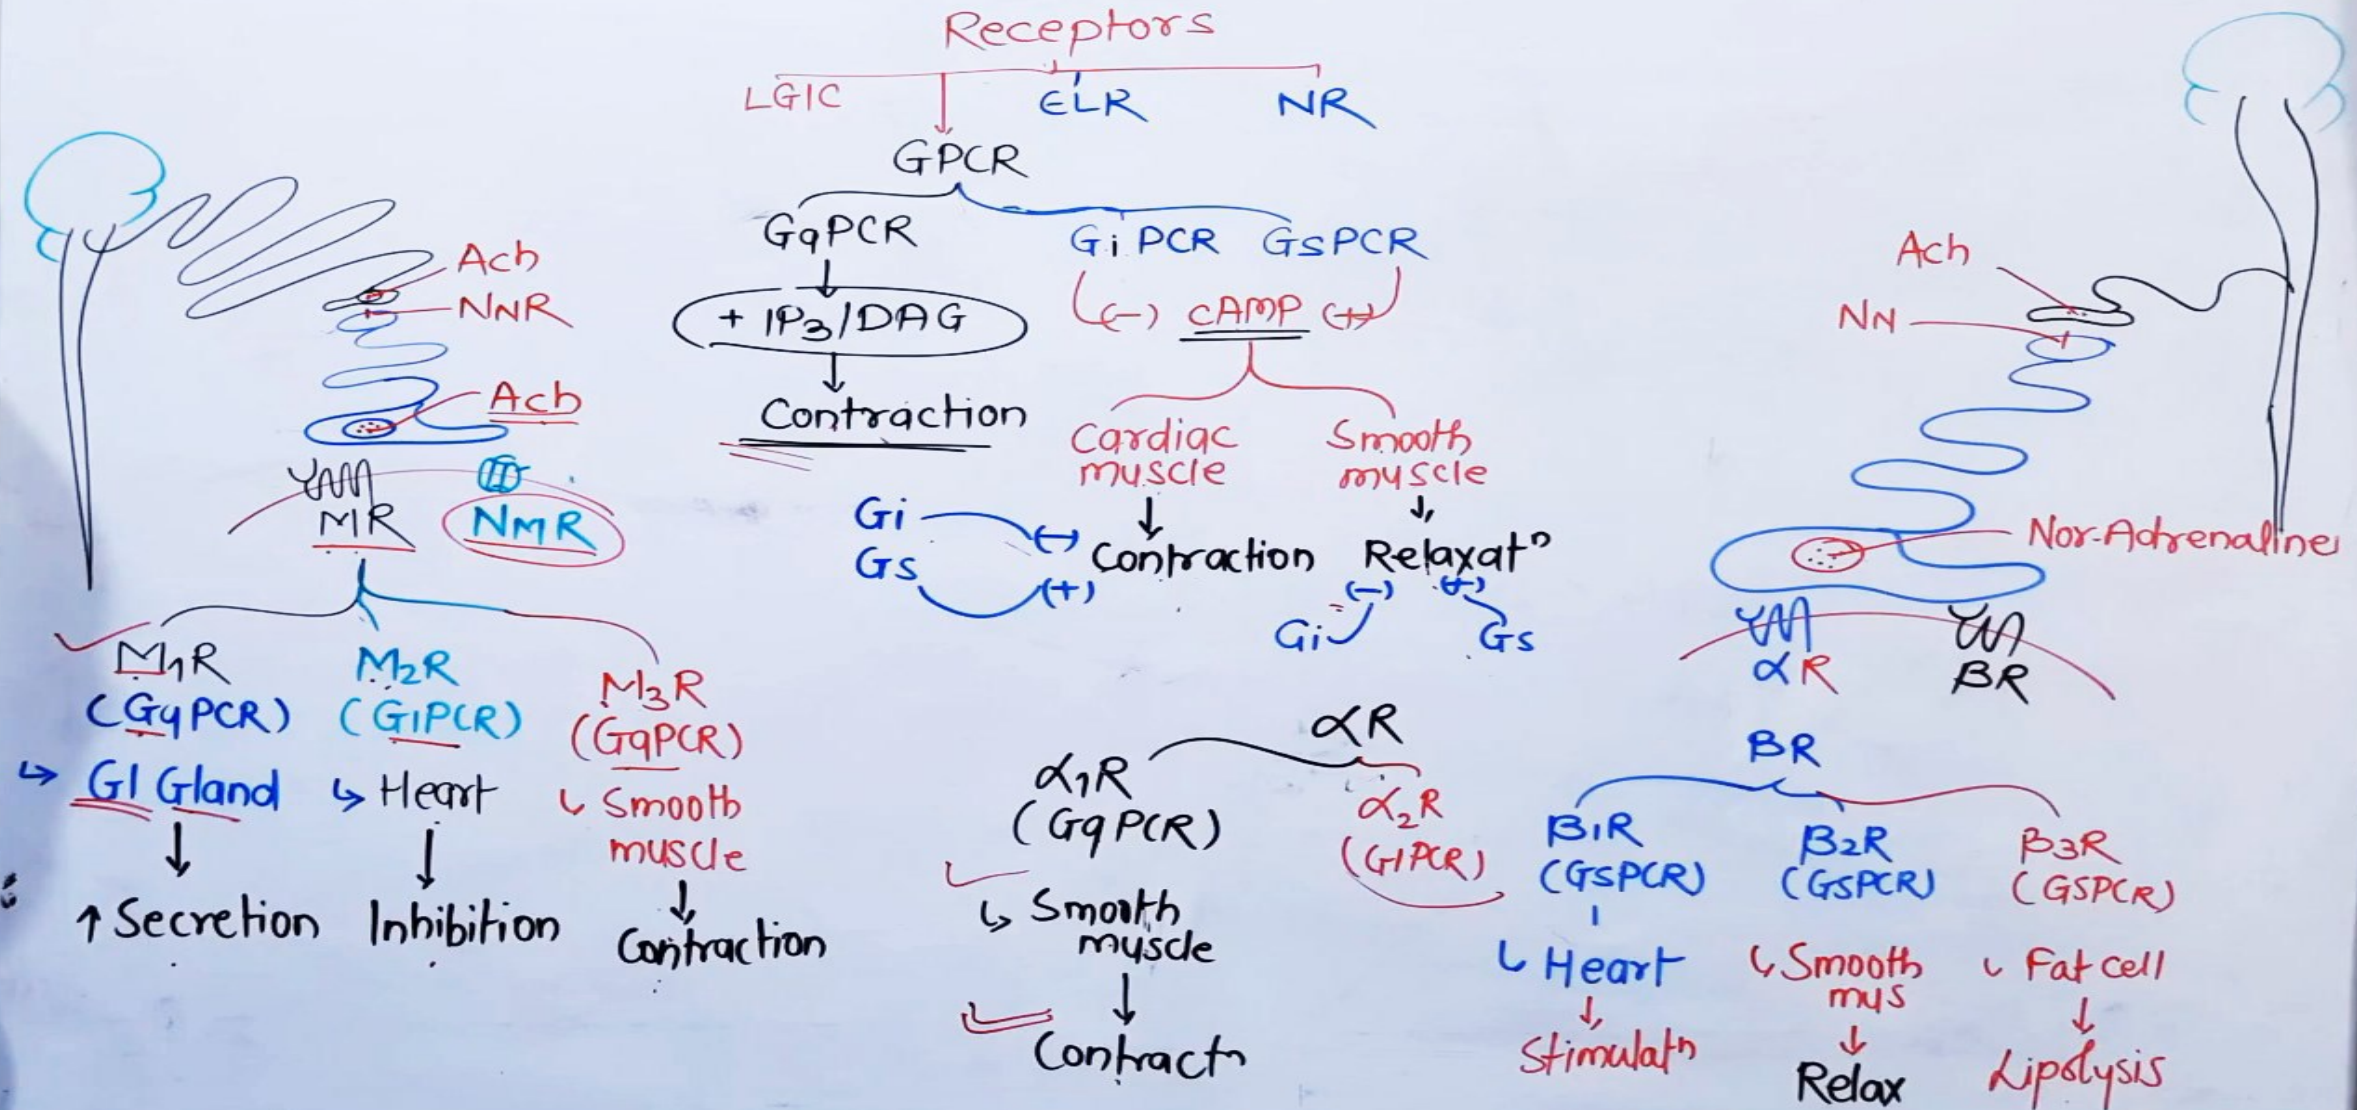 Receptors
LGIC
ELR
NR
GPCR
GqPCR
GiPCR
GsPCR
+ IP3/DAG
Contraction
(-) cAMP (+)
Cardiac
muscle
Smooth
muscle
Gi
Gs
(-)
(+)
Contraction
Relaxatn
(-)
(+)
Gi
Gs
Ach
NNR
Ach
MR
NMR
M1R
(GqPCR)
GI Gland
↑ Secretion
M2R
(GiPCR)
Heart
Inhibition
M3R
(GqPCR)
Smooth
muscle
Contraction
Ach
NN
Nor-Adrenaline
αR
βR
αR
α1R
(GqPCR)
Smooth
muscle
Contractn
α2R
(GiPCR)
βR
β1R
(GsPCR)
Heart
Stimulatn
β2R
(GsPCR)
Smooth
mus
Relax
β3R
(GsPCR)
Fat cell
Lipolysis